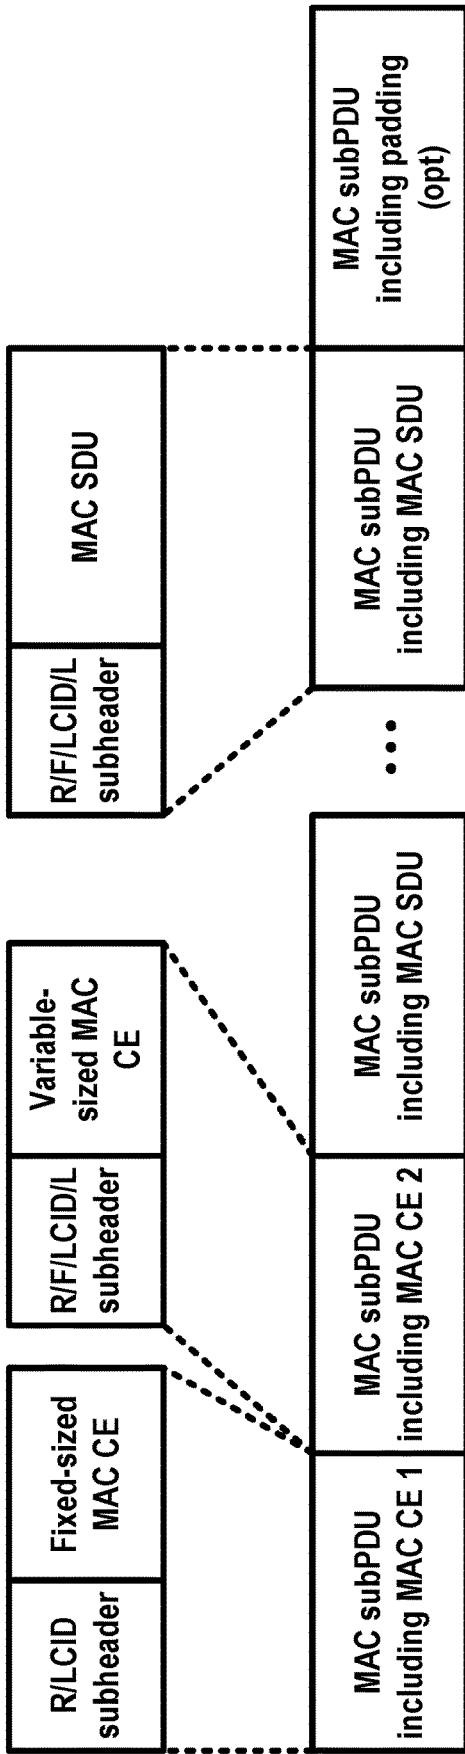 R/LCID
subheader
Fixed-sized
MAC CE
R/F/LCID/L
subheader
Variable-
sized MAC
CE
R/F/LCID/L
subheader
MAC SDU
MAC subPDU
including MAC CE 1
MAC subPDU
including MAC CE 2
MAC subPDU
including MAC SDU
•••
MAC subPDU
including MAC SDU
MAC subPDU
including padding
(opt)